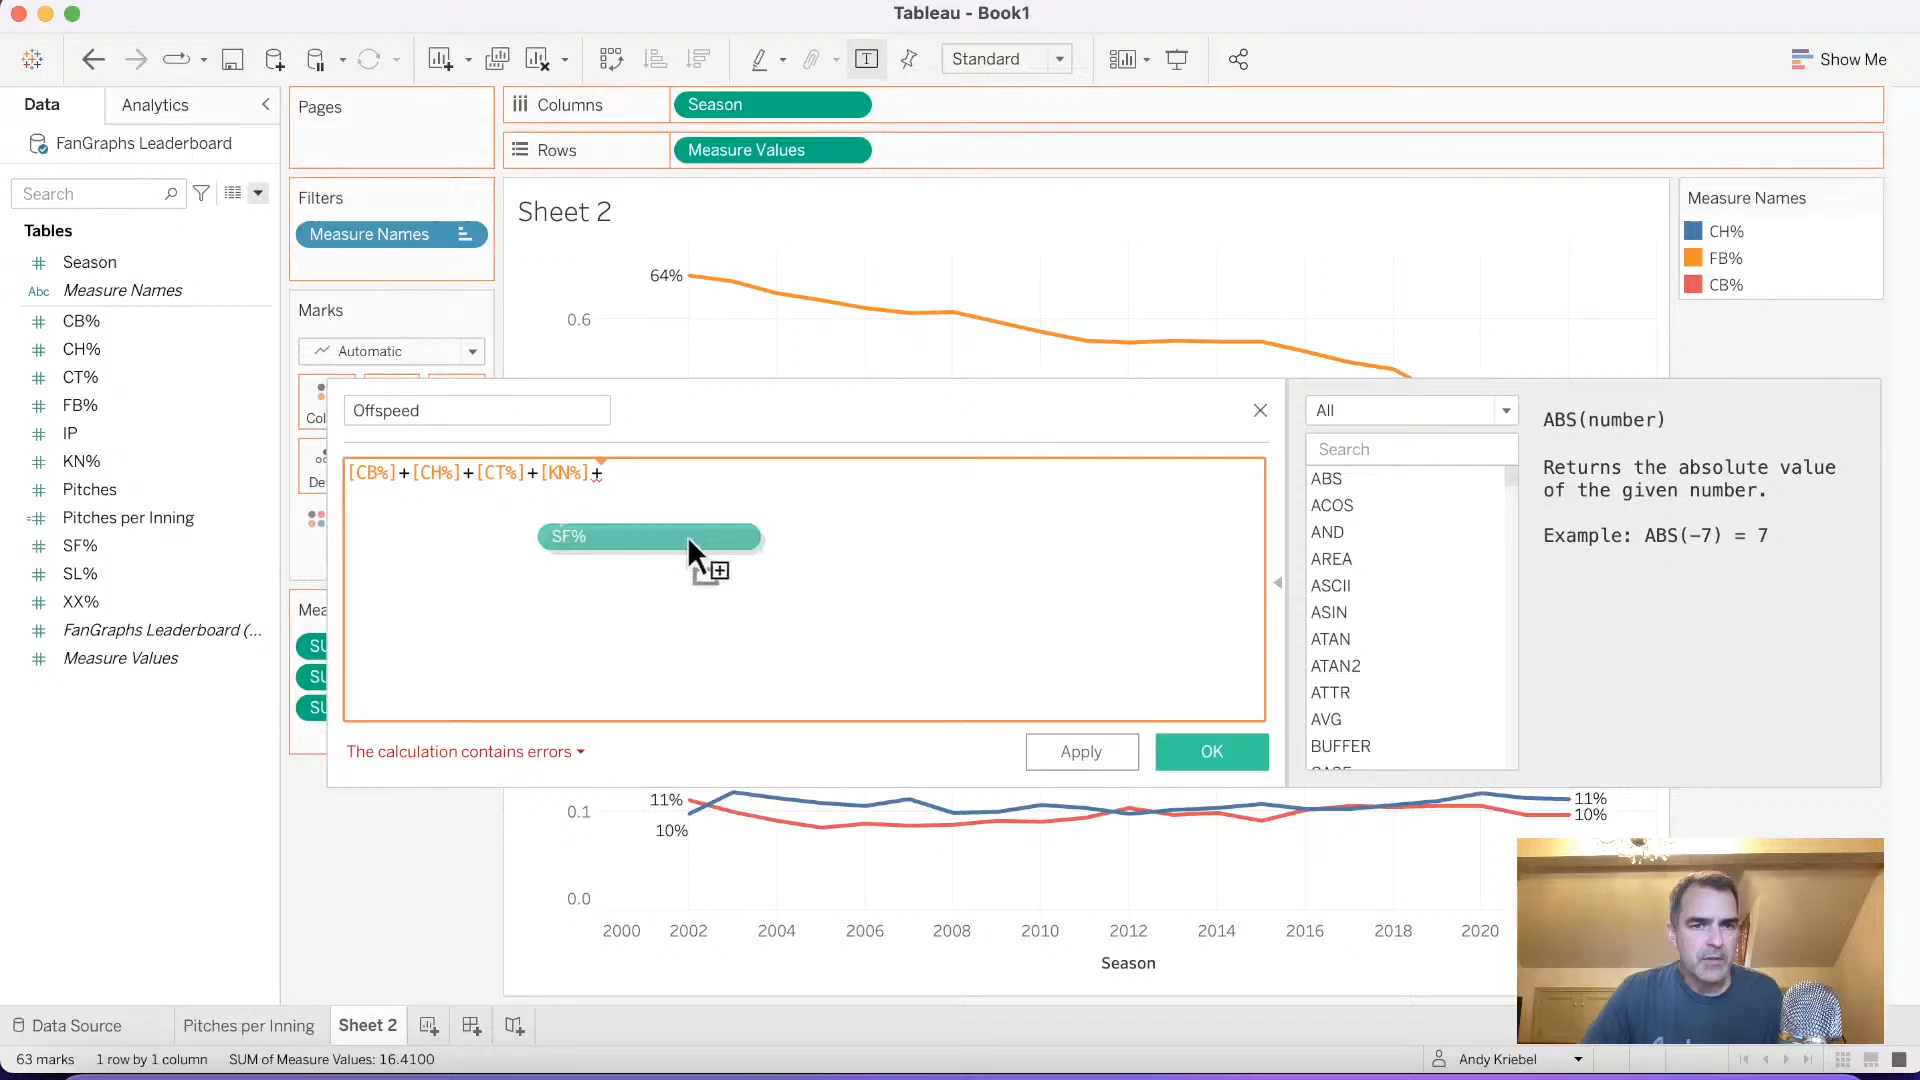 Tableau - Book1
Standard
Show Me
Data
Analytics
FanGraphs Leaderboard
Search
Tables
Season
Abc Measure Names
CB%
CH%
CT%
FB%
IP
KN%
Pitches
Pitches per Inning
SF%
SL%
XX%
FanGraphs Leaderboard (...
Measure Values
Pages
Filters
Measure Names
Marks
Automatic
Columns
Season
Rows
Measure Values
Sheet 2
64%
0.6
Measure Names
CH%
FB%
CB%
Offspeed
[CB%]+[CH%]+[CT%]+[KN%]+
SF%
The calculation contains errors
Apply
OK
All
Search
ABS
ACOS
AND
AREA
ASCII
ASIN
ATAN
ATAN2
ATTR
AVG
BUFFER
ABS(number)
Returns the absolute value
of the given number.
Example: ABS(-7) = 7
11%
0.1
10%
11%
10%
0.0
2000 2002 2004 2006 2008 2010 2012 2014 2016 2018 2020
Season
Data Source
Pitches per Inning
Sheet 2
63 marks
1 row by 1 column
SUM of Measure Values: 16.4100
Andy Kriebel